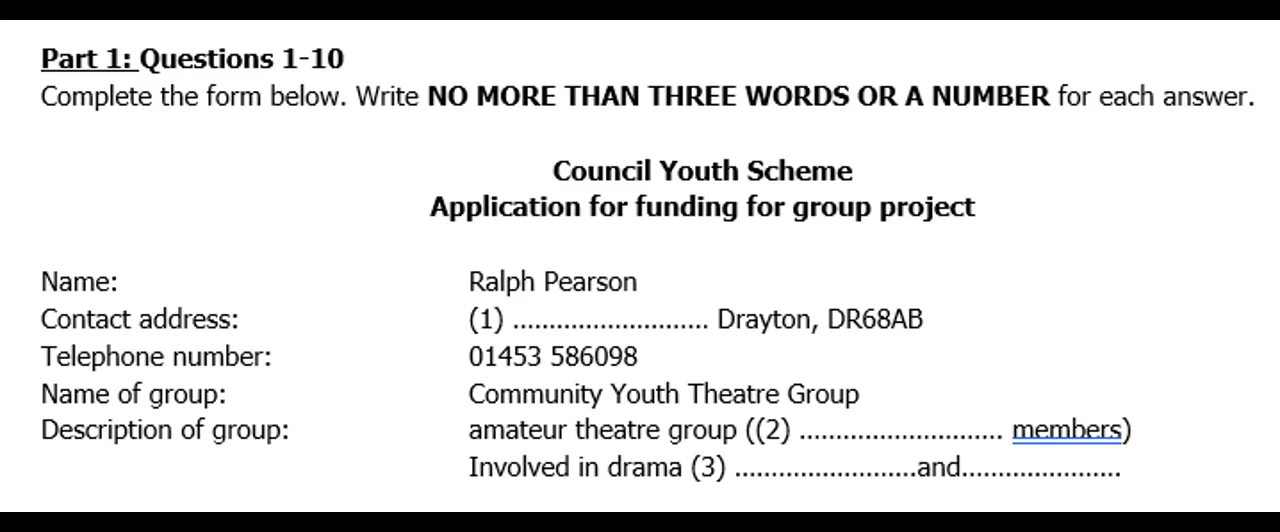 Part 1: Questions 1-10
Complete the form below. Write NO MORE THAN THREE WORDS OR A NUMBER for each answer.
Council Youth Scheme
Application for funding for group project
Name: Ralph Pearson
Contact address: (1) ........................... Drayton, DR68AB
Telephone number: 01453 586098
Name of group: Community Youth Theatre Group
Description of group: amateur theatre group ((2) ............................ members)
Involved in drama (3) .........................and......................